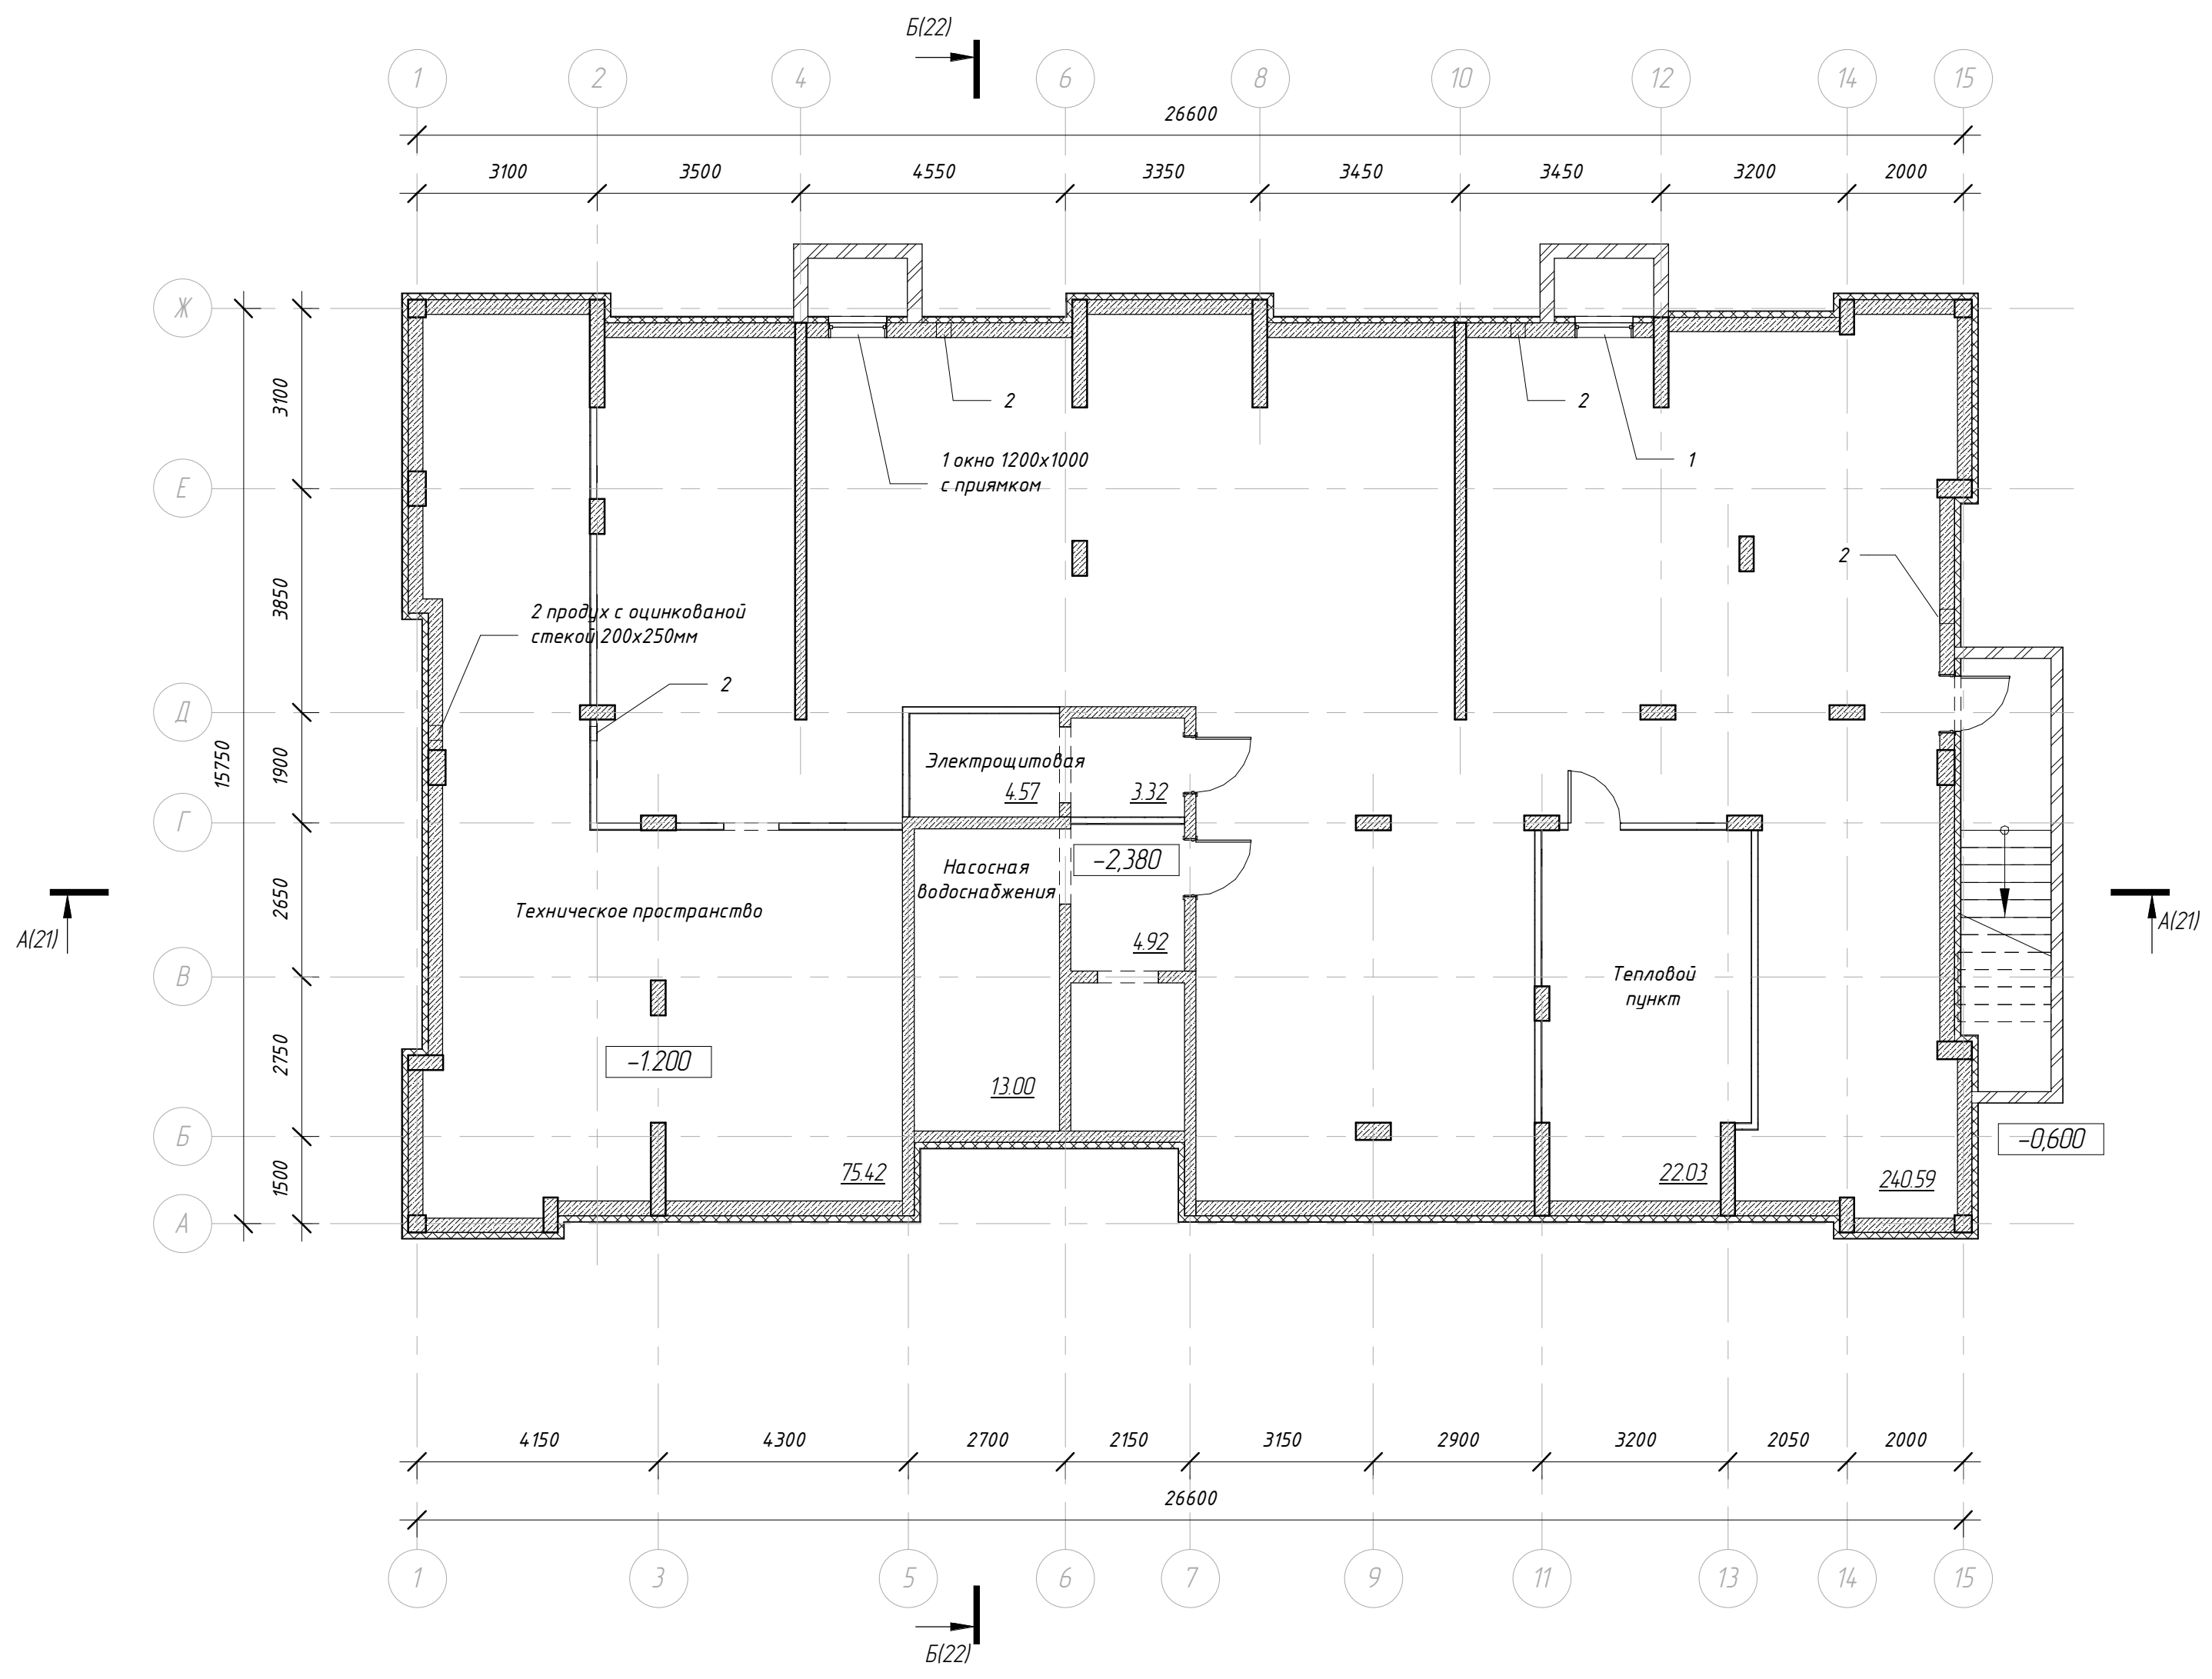 Б(22)
1 2 4 6 8 10 12 14 15
26600
3100 3500 4550 3350 3450 3450 3200 2000
Ж
Е
Д
Г
В
Б
А
15750
3100
3850
1900
2650
2750
1500
2
2
1 окно 1200х1000
с приямком
1
2
2 продух с оцинкованой
стекой 200х250мм
2
Электрощитовая
4.57
3.32
-2,380
Насосная
водоснабжения
Техническое пространство
4.92
А(21)
А(21)
Тепловой
пункт
-1.200
13.00
75.42
22.03
240.59
-0,600
4150 4300 2700 2150 3150 2900 3200 2050 2000
26600
1 3 5 6 7 9 11 13 14 15
Б(22)